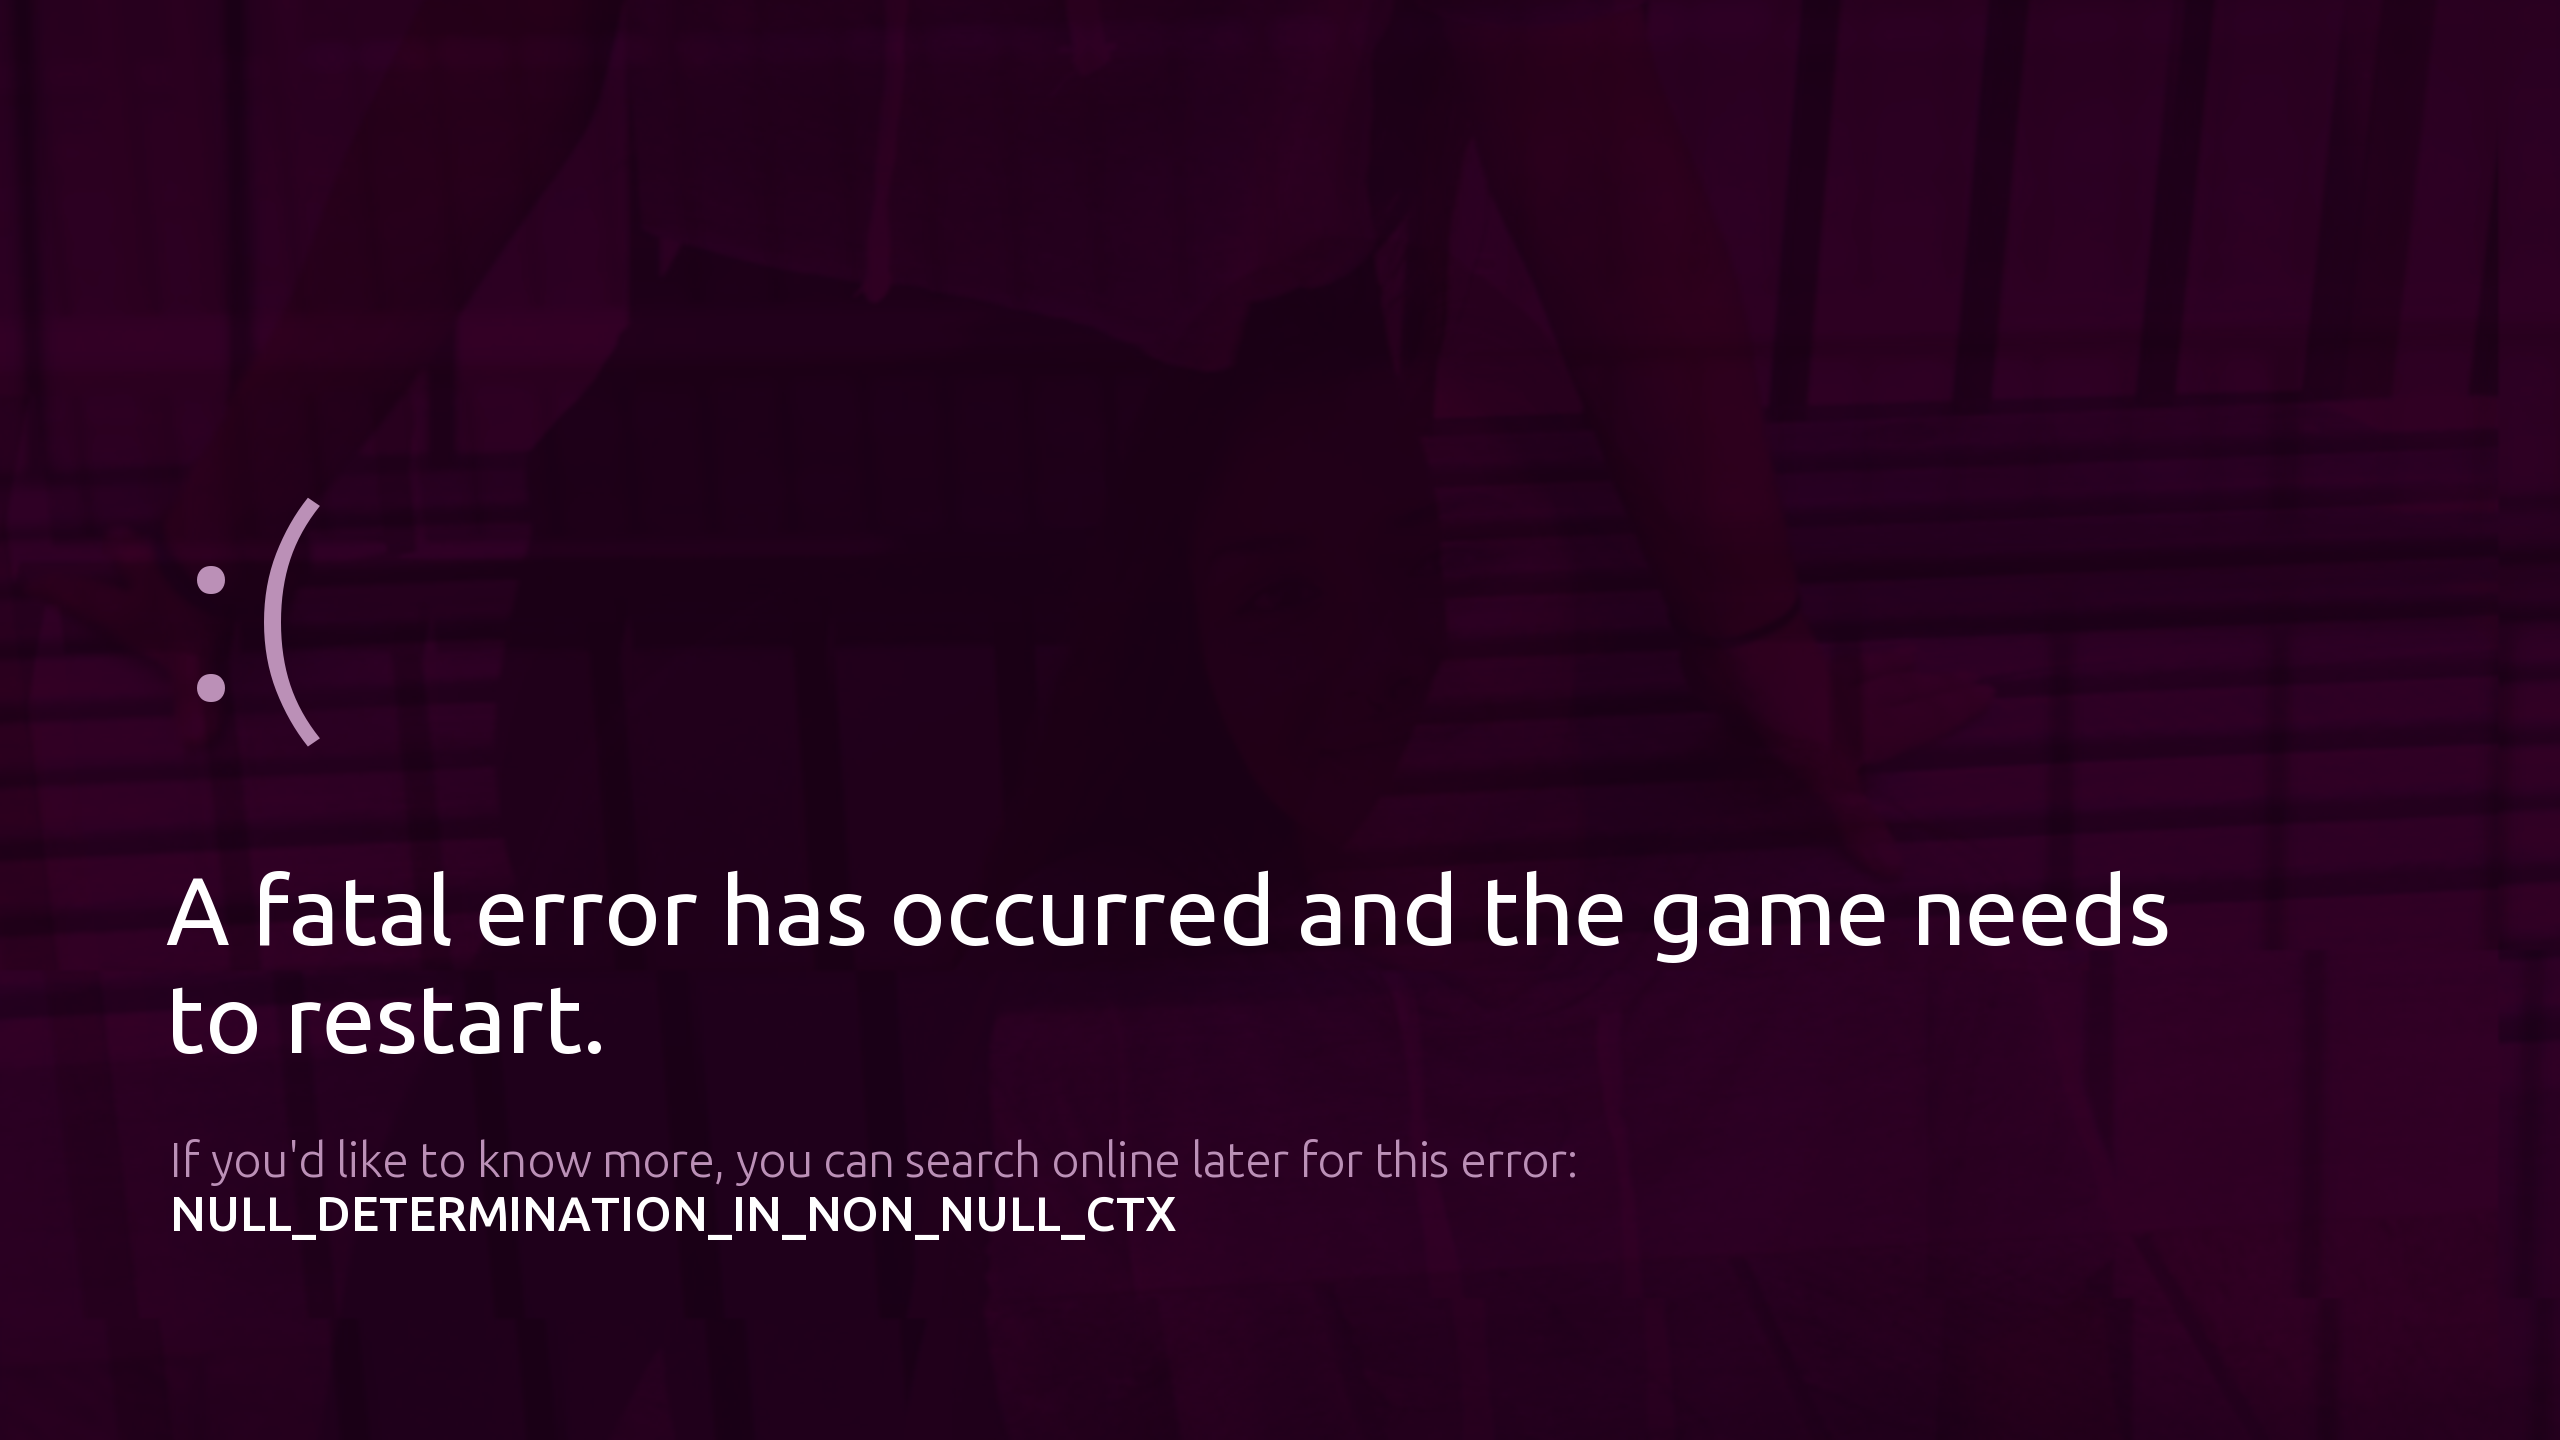 :(
A fatal error has occurred and the game needs
to restart.
If you'd like to know more, you can search online later for this error:
NULL_DETERMINATION_IN_NON_NULL_CTX